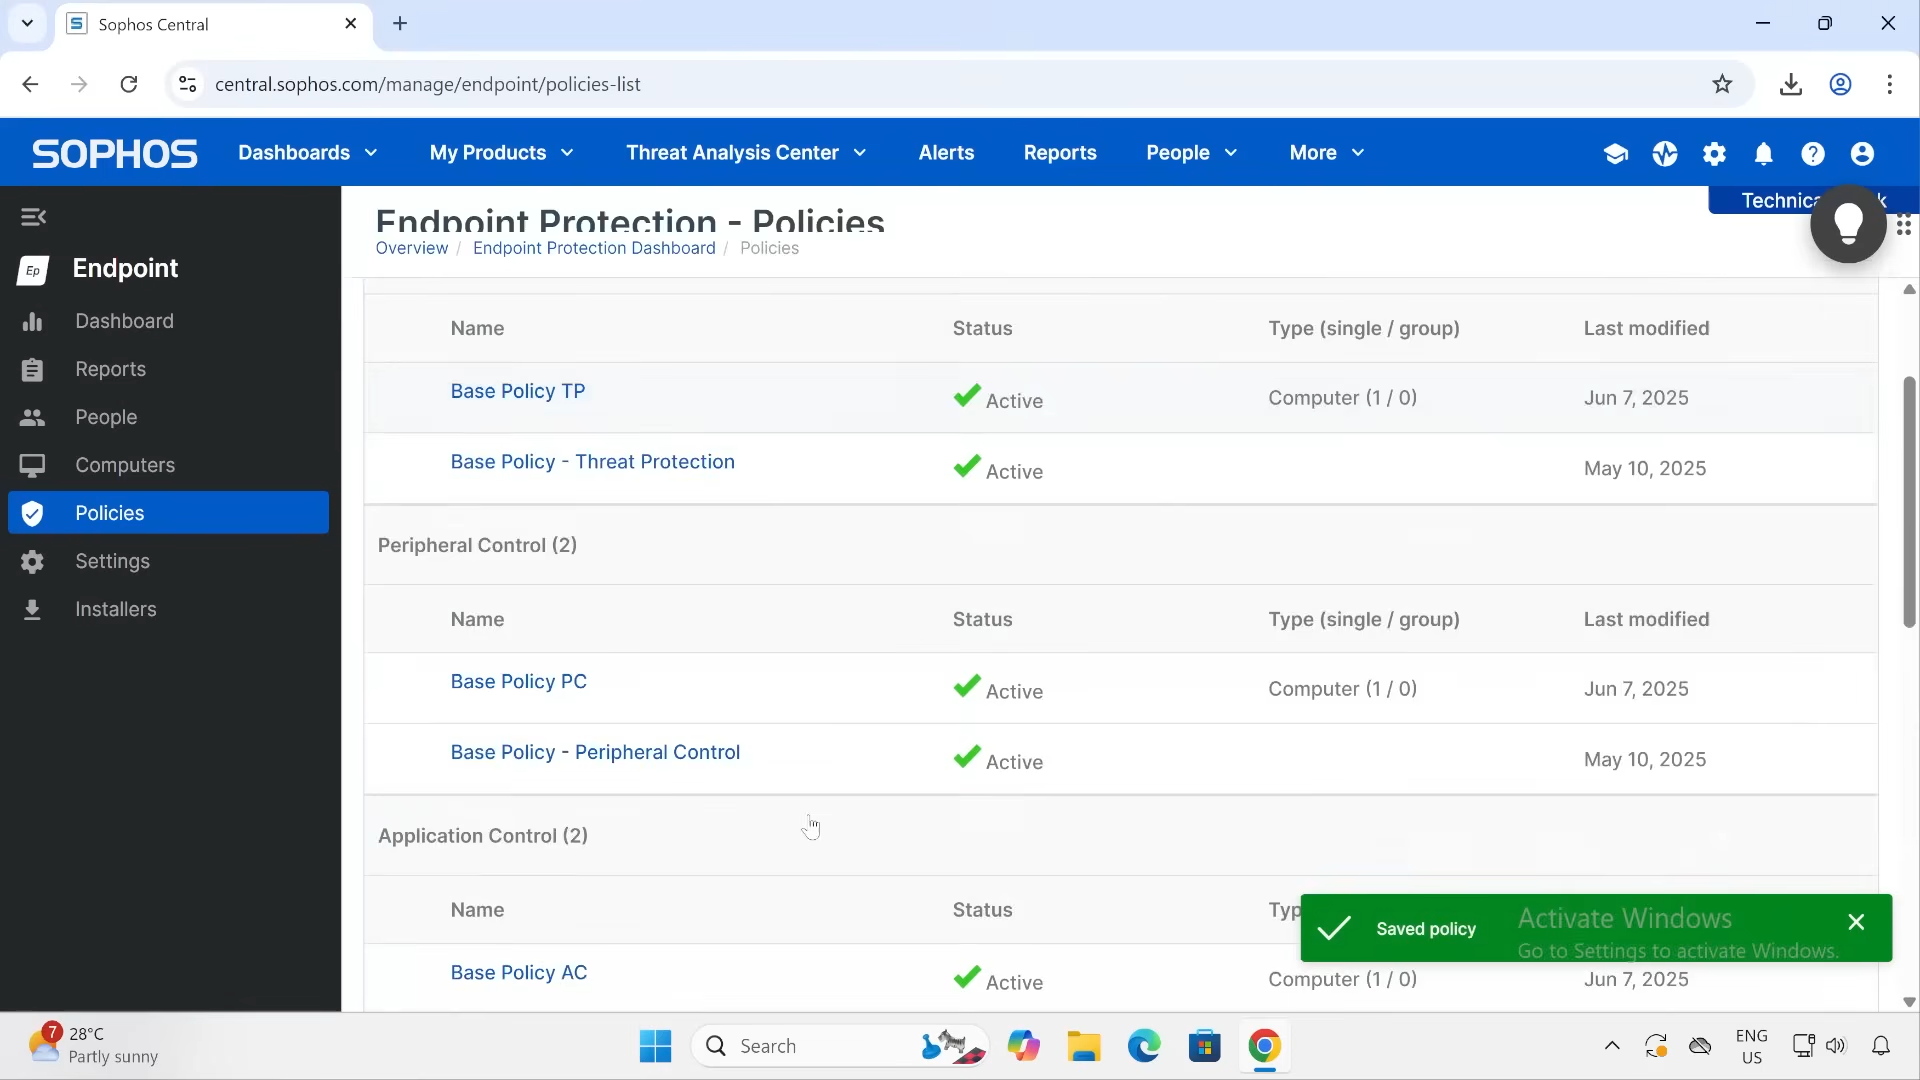 Sophos Central
central.sophos.com/manage/endpoint/policies-list
SOPHOS
Dashboards
My Products
Threat Analysis Center
Alerts
Reports
People
More
Endpoint Protection - Policies
Overview / Endpoint Protection Dashboard / Policies
Ep
Endpoint
Dashboard
Reports
People
Computers
Policies
Settings
Installers
Name Status Type (single / group) Last modified
Base Policy TP Active Computer (1 / 0) Jun 7, 2025
Base Policy - Threat Protection Active May 10, 2025
Peripheral Control (2)
Name Status Type (single / group) Last modified
Base Policy PC Active Computer (1 / 0) Jun 7, 2025
Base Policy - Peripheral Control Active May 10, 2025
Application Control (2)
Name Status
Base Policy AC Active Computer (1 / 0) Jun 7, 2025
Saved policy
Activate Windows
Go to Settings to activate Windows.
7
28°C
Partly sunny
Search
ENG
US